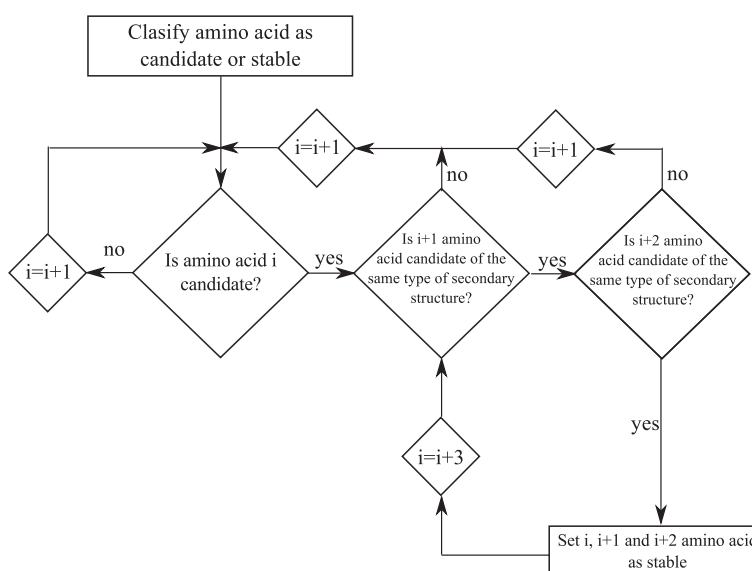 Clasify amino acid as
candidate or stable
i=i+1
i=i+1
no
no
no
i=i+1
Is amino acid i
candidate?
yes
Is i+1 amino
acid candidate of the
same type of secondary
structure?
yes
Is i+2 amino
acid candidate of the
same type of secondary
structure?
yes
i=i+3
Set i, i+1 and i+2 amino acid
as stable